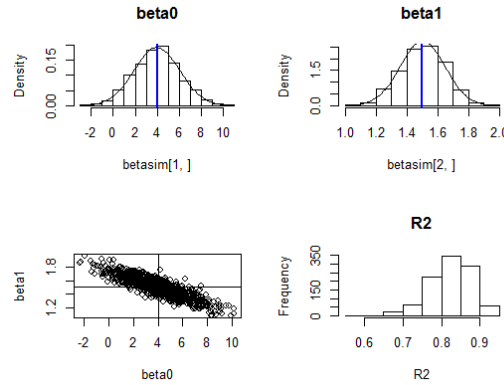 beta0
Density
0.00 0.15
-2 0 2 4 6 8 10
betasim[1, ]
beta1
Density
0.0 1.5
1.0 1.2 1.4 1.6 1.8 2.0
betasim[2, ]
beta1
1.2 1.8
-2 0 2 4 6 8 10
beta0
R2
Frequency
0 150 350
0.6 0.7 0.8 0.9
R2